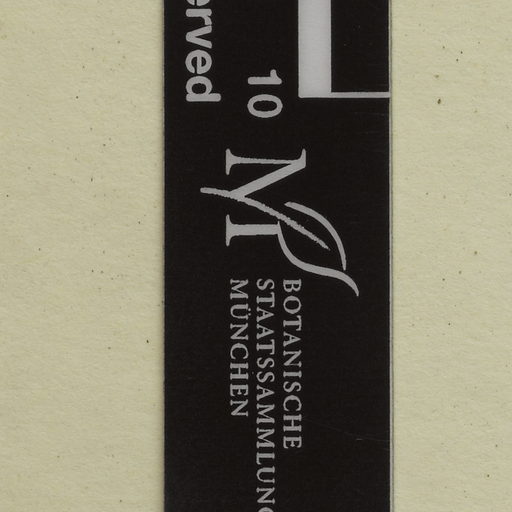 erved
10
BOTANISCHE
STAATSSAMMLUNG
MÜNCHEN